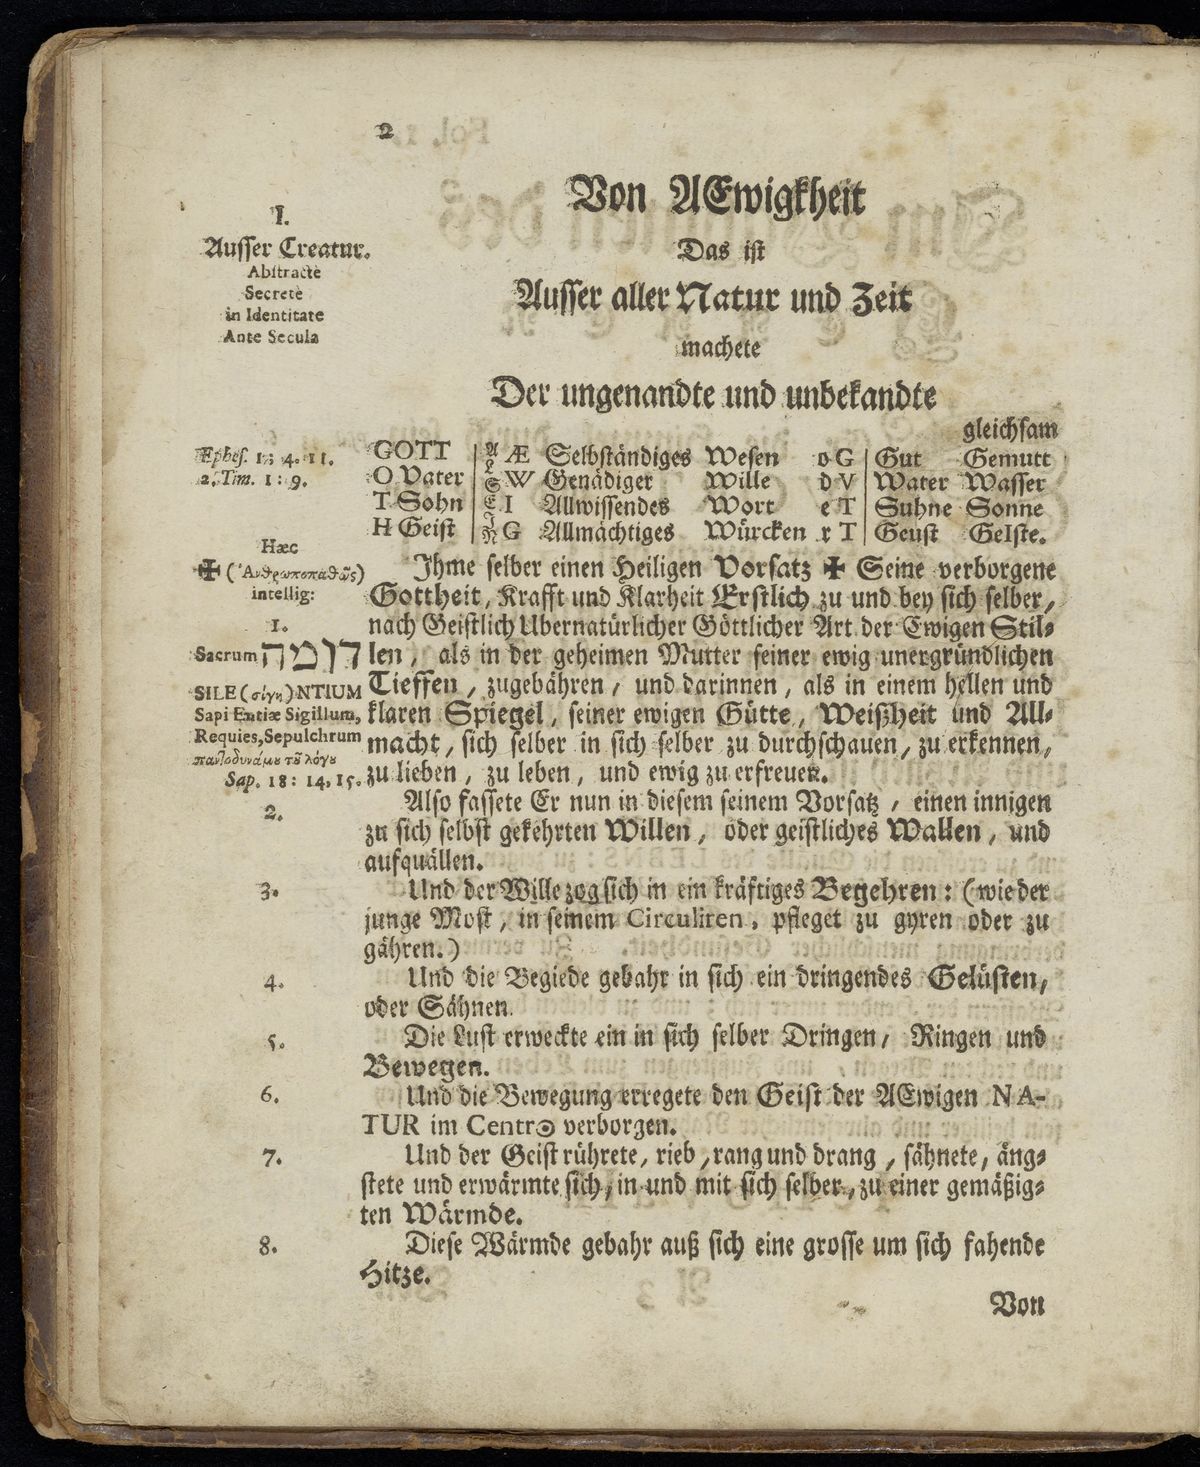 2
I.
Ausser Creatur.
Abstractè
Secretè
in Identitate
Ante Secula
Von AEwigkheit
Das ist
Ausser aller Natur und Zeit
machete
Der ungenandte und unbekandte
gleichsam
Ephes. 1: 4. 11.
2. Tim. 1: 9.
GOTT | Æ Selbständiges Wesen o G | Gut Gemutt
O Vater | W Genädiger Wille d V | Water Wasser
T Sohn | I Allwissendes Wort e T | Suhne Sonne
H Geist | G Allmächtiges Würcken r T | Geust GeIste.
Hæc
✠ (Ἀνθρωποπαθῶς)
intellig:
1.
Sacrum דומה
SILE (σίγη) NTIUM
Sapi Entiæ Sigillum,
Requies, Sepulchrum
παντοδυνάμου τοῦ λόγου
Sap. 18: 14, 15.
Ihme selber einen Heiligen Vorsatz ✠ Seine verborgene
Gottheit, Krafft und Klarheit Erstlich zu und bey sich selber,
nach Geistlich Ubernatürlicher Göttlicher Art der Ewigen Stil⸗
len, als in der geheimen Mutter seiner ewig unergründlichen
Tieffen, zugebähren, und darinnen, als in einem hellen und
klaren Spiegel, seiner ewigen Gütte, Weißheit und All⸗
macht, sich selber in sich selber zu durchschauen, zu erkennen,
zu lieben, zu leben, und ewig zu erfreuen.
2. Also fassete Er nun in diesem seinem Vorsatz, einen innigen
zu sich selbst gekehrten Willen, oder geistliches Wallen, und
aufquällen.
3. Und der Wille zog sich in ein kräftiges Begehren: (wie der
junge Most, in seinem Circuliren, pfleget zu gyren oder zu
gähren.)
4. Und die Begiede gebahr in sich ein dringendes Gelüsten,
oder Sähnen.
5. Die Lust erweckte ein in sich selber Dringen, Ringen und
Bewegen.
6. Und die Bewegung erregete den Geist der AEwigen NA-
TUR im Centr☉ verborgen.
7. Und der Geist rührete, rieb, rang und drang, sähnete, äng⸗
stete und erwärmte sich, in und mit sich selber, zu einer gemäßig⸗
ten Wärmde.
8. Diese Wärmde gebahr auß sich eine grosse um sich fahende
Hitze.
Von